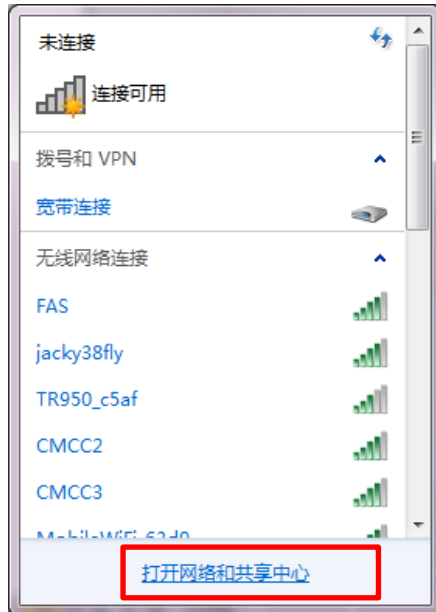 未连接
连接可用
拨号和 VPN
宽带连接
无线网络连接
FAS
jacky38fly
TR950_c5af
CMCC2
CMCC3
打开网络和共享中心